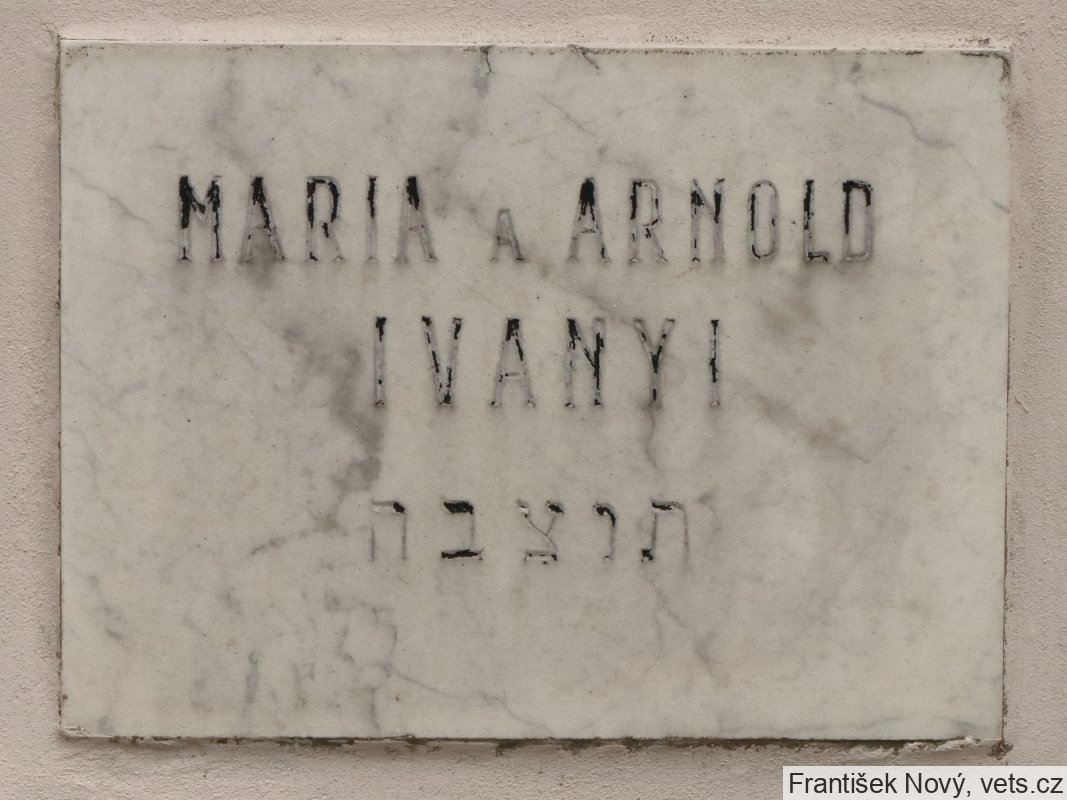 MARIA A ARNOLD
IVANYI
תנצבה
František Nový, vets.cz